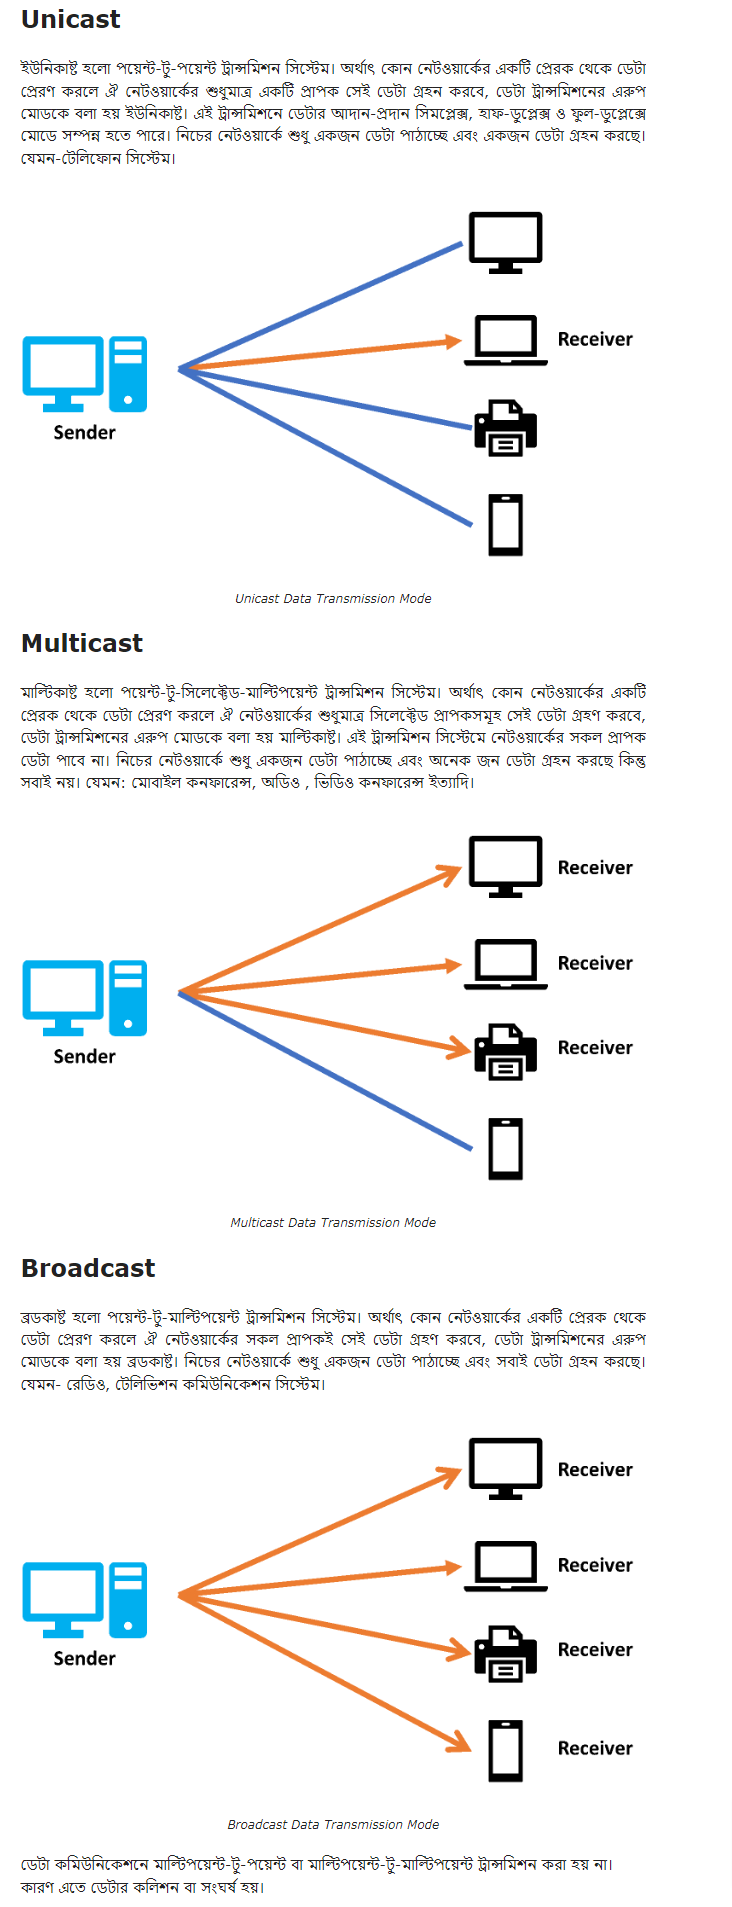 Unicast
ইউনিকাষ্ট হলো পয়েন্ট-টু-পয়েন্ট ট্রান্সমিশন সিস্টেম। অর্থাৎ কোন নেটওয়ার্কের একটি প্রেরক থেকে ডেটা
প্রেরণ করলে ঐ নেটওয়ার্কের শুধুমাত্র একটি প্রাপক সেই ডেটা গ্রহন করবে, ডেটা ট্রান্সমিশনের এরুপ
মোডকে বলা হয় ইউনিকাষ্ট। এই ট্রান্সমিশনে ডেটার আদান-প্রদান সিমপ্লেক্স, হাফ-ডুপ্লেক্স ও ফুল-ডুপ্লেক্সে
মোডে সম্পন্ন হতে পারে। নিচের নেটওয়ার্কে শুধু একজন ডেটা পাঠাচ্ছে এবং একজন ডেটা গ্রহন করছে।
যেমন-টেলিফোন সিস্টেম।
Receiver
Sender
Unicast Data Transmission Mode
Multicast
মাল্টিকাষ্ট হলো পয়েন্ট-টু-সিলেক্টেড-মাল্টিপয়েন্ট ট্রান্সমিশন সিস্টেম। অর্থাৎ কোন নেটওয়ার্কের একটি
প্রেরক থেকে ডেটা প্রেরণ করলে ঐ নেটওয়ার্কের শুধুমাত্র সিলেক্টেড প্রাপকসমূহ সেই ডেটা গ্রহণ করবে,
ডেটা ট্রান্সমিশনের এরুপ মোডকে বলা হয় মাল্টিকাষ্ট। এই ট্রান্সমিশন সিস্টেমে নেটওয়ার্কের সকল প্রাপক
ডেটা পাবে না। নিচের নেটওয়ার্কে শুধু একজন ডেটা পাঠাচ্ছে এবং অনেক জন ডেটা গ্রহন করছে কিন্তু
সবাই নয়। যেমন: মোবাইল কনফারেন্স, অডিও , ভিডিও কনফারেন্স ইত্যাদি।
Receiver
Receiver
Receiver
Sender
Multicast Data Transmission Mode
Broadcast
ব্রডকাষ্ট হলো পয়েন্ট-টু-মাল্টিপয়েন্ট ট্রান্সমিশন সিস্টেম। অর্থাৎ কোন নেটওয়ার্কের একটি প্রেরক থেকে
ডেটা প্রেরণ করলে ঐ নেটওয়ার্কের সকল প্রাপকই সেই ডেটা গ্রহণ করবে, ডেটা ট্রান্সমিশনের এরুপ
মোডকে বলা হয় ব্রডকাষ্ট। নিচের নেটওয়ার্কে শুধু একজন ডেটা পাঠাচ্ছে এবং সবাই ডেটা গ্রহন করছে।
যেমন- রেডিও, টেলিভিশন কমিউনিকেশন সিস্টেম।
Receiver
Receiver
Receiver
Sender
Receiver
Broadcast Data Transmission Mode
ডেটা কমিউনিকেশনে মাল্টিপয়েন্ট-টু-পয়েন্ট বা মাল্টিপয়েন্ট-টু-মাল্টিপয়েন্ট ট্রান্সমিশন করা হয় না।
কারণ এতে ডেটার কলিশন বা সংঘর্ষ হয়।